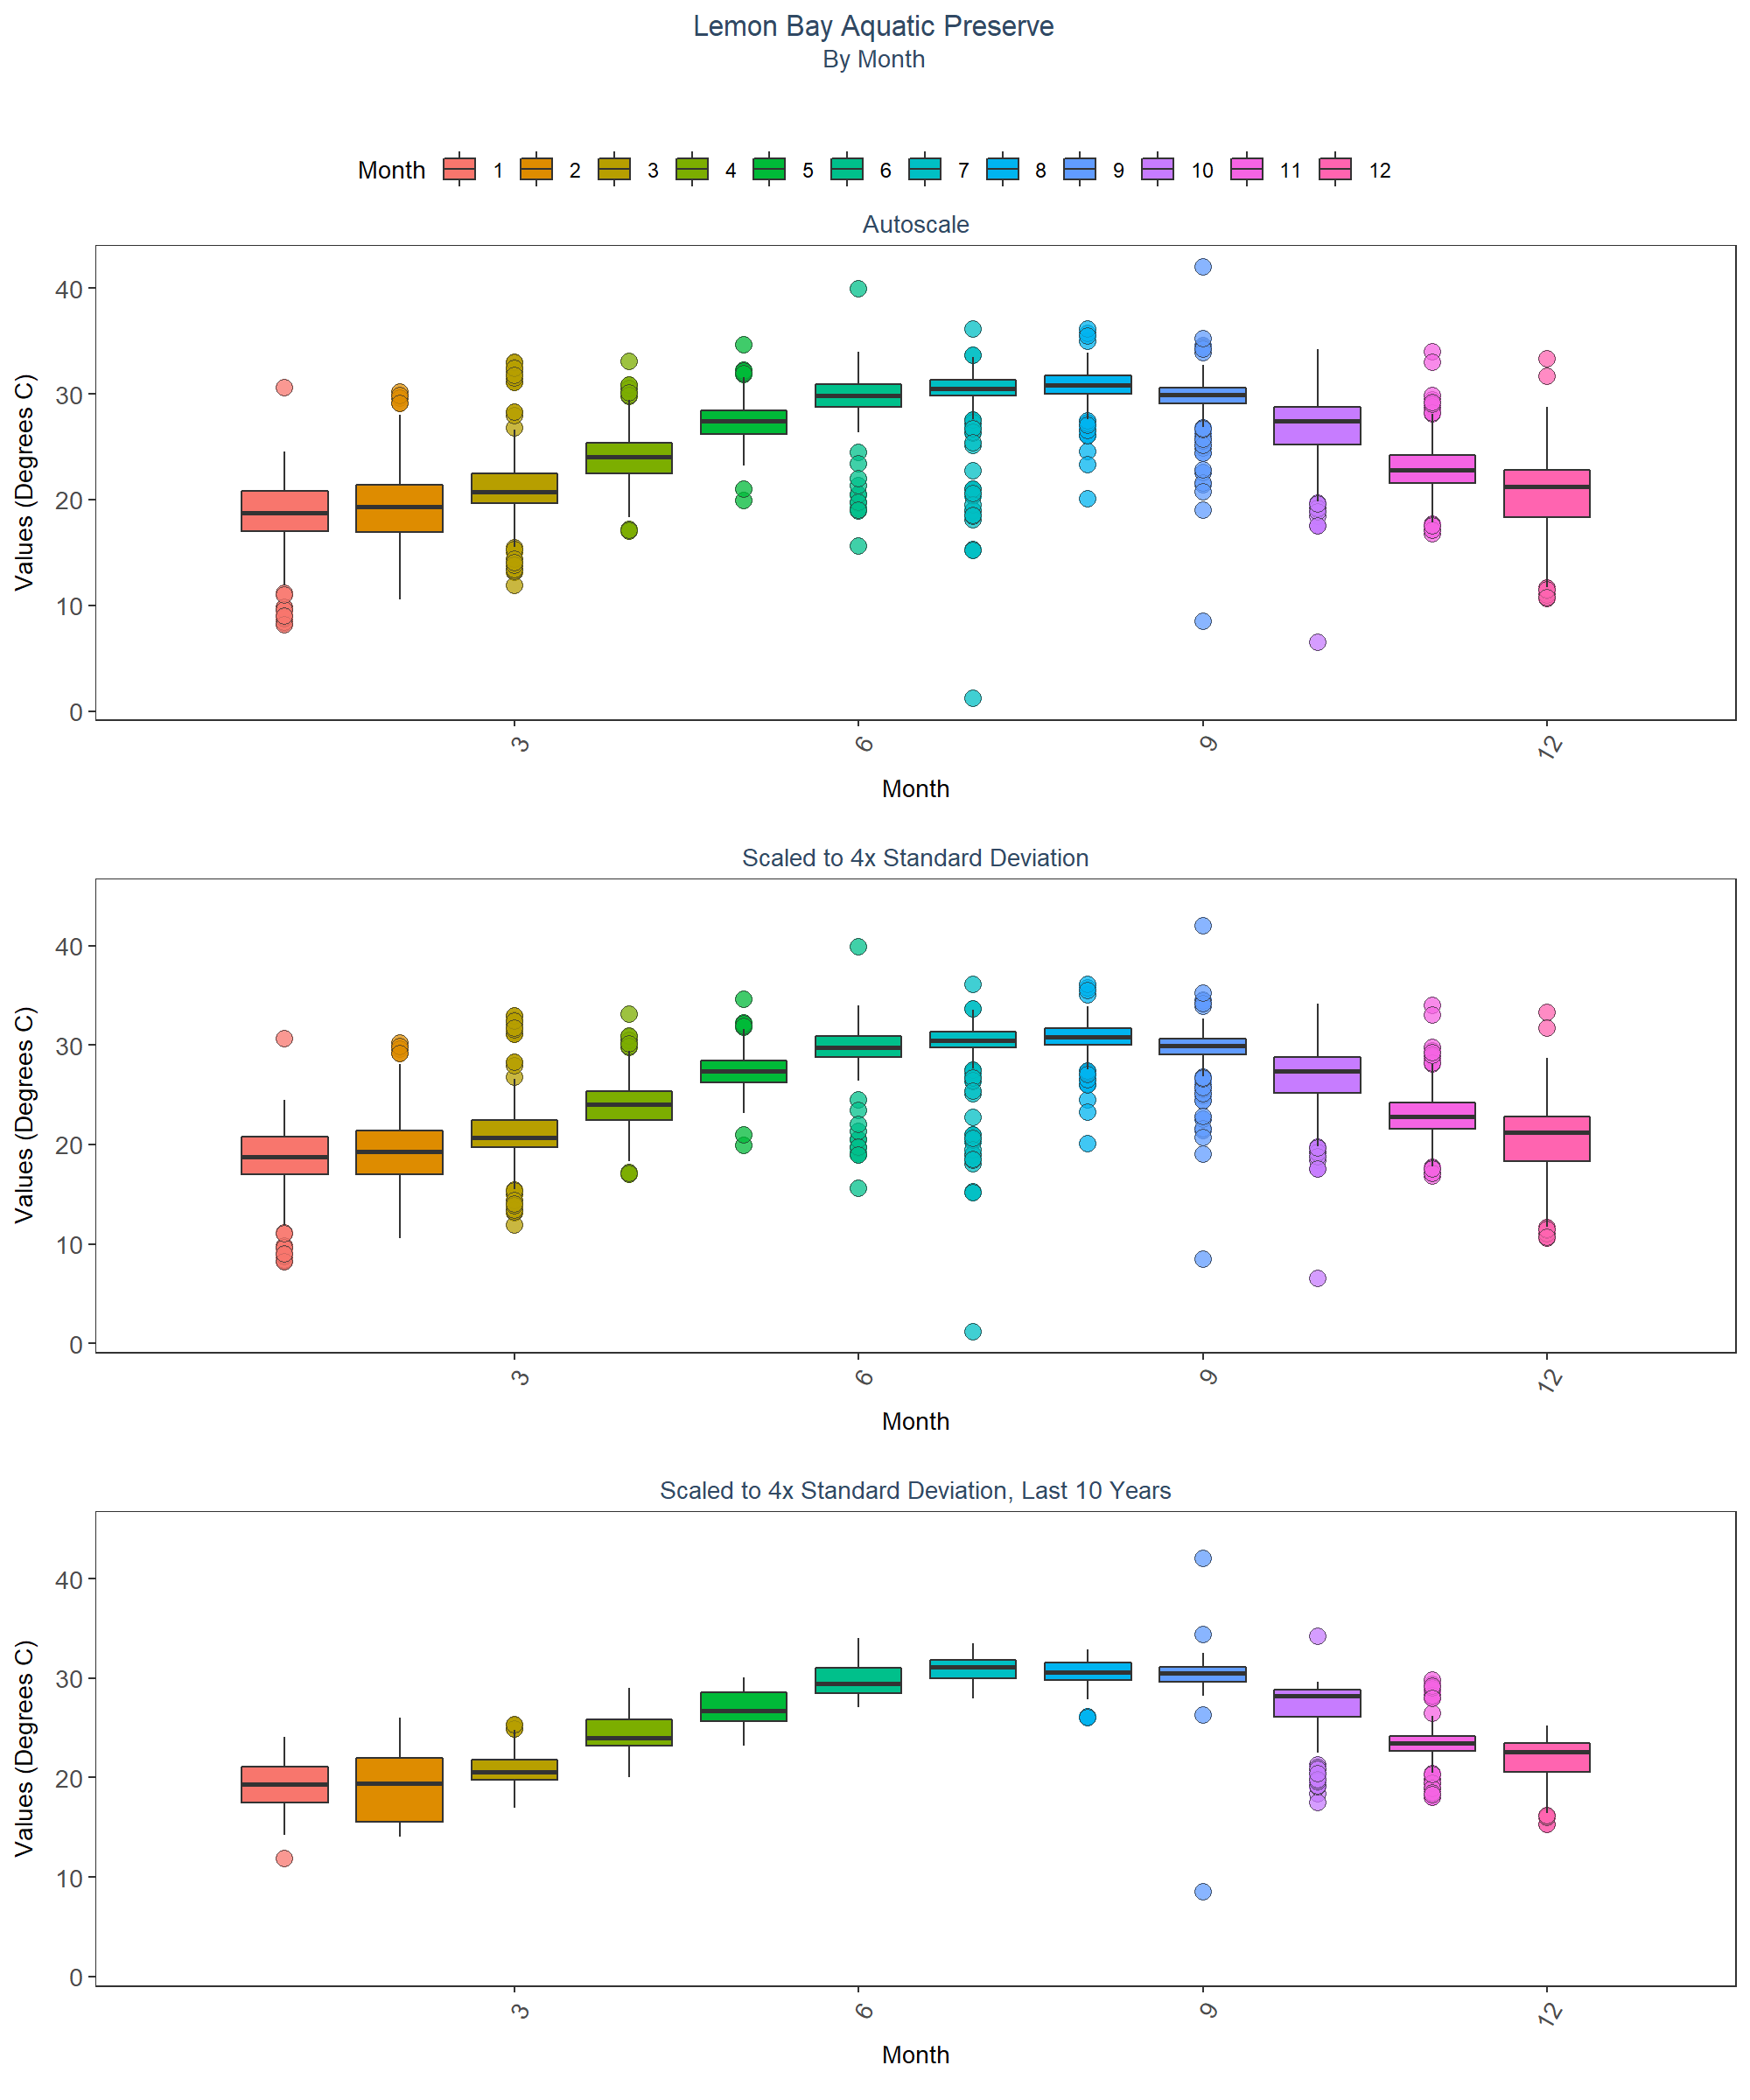 Lemon Bay Aquatic Preserve
By Month
Month 1 2 3 4 5 6 7 8 9 10 11 12
Autoscale
Values (Degrees C)
40
30
20
10
0
3 6 9 12
Month
Scaled to 4x Standard Deviation
Values (Degrees C)
40
30
20
10
0
3 6 9 12
Month
Scaled to 4x Standard Deviation, Last 10 Years
Values (Degrees C)
40
30
20
10
0
3 6 9 12
Month